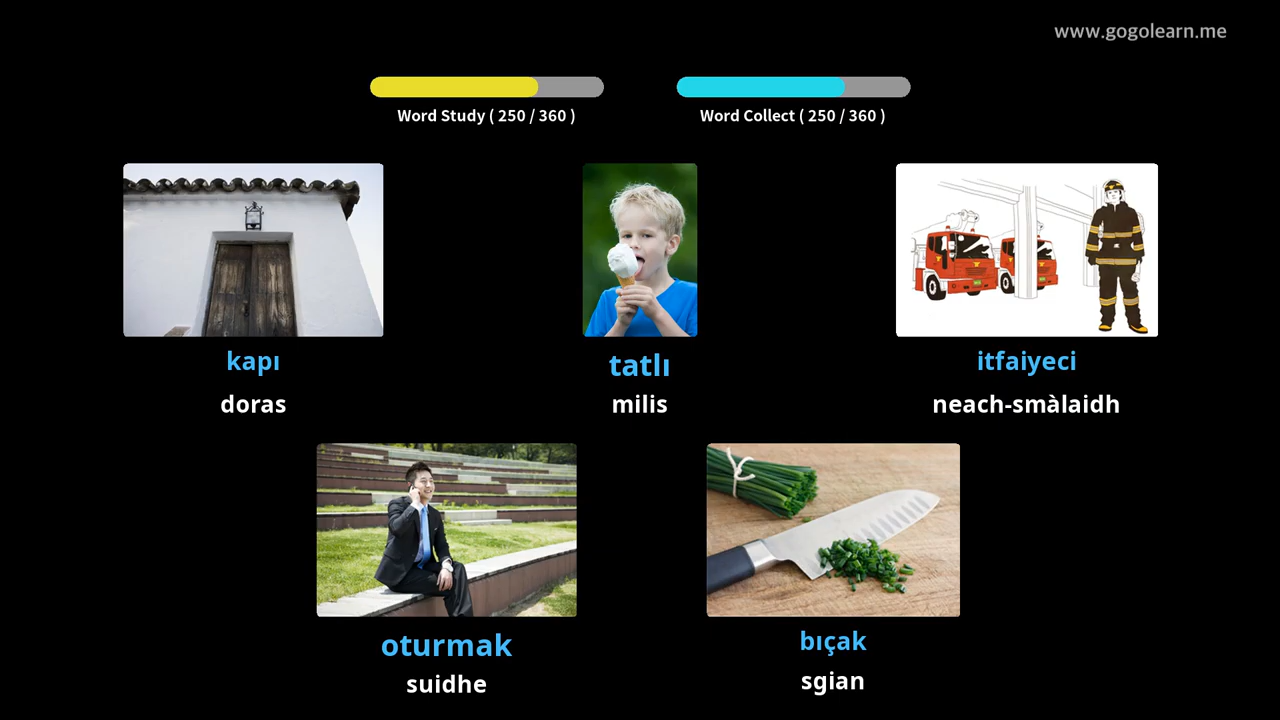 www.gogolearn.me
Word Study ( 250 / 360 )
Word Collect ( 250 / 360 )
kapı
doras
tatlı
milis
itfaiyeci
neach-smàlaidh
oturmak
suidhe
bıçak
sgian